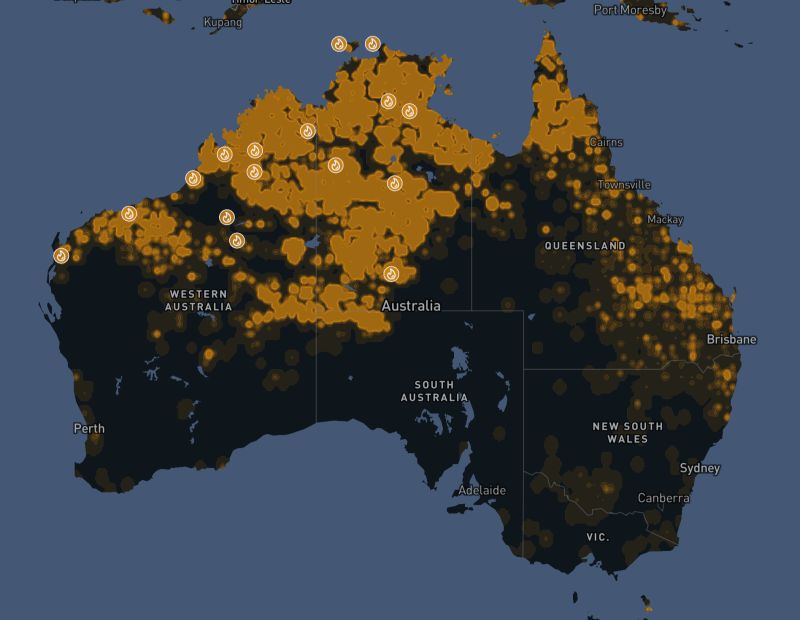 Timor-Leste
Kupang
Port Moresby
Cairns
Townsville
Mackay
QUEENSLAND
WESTERN
AUSTRALIA
Australia
Brisbane
SOUTH
AUSTRALIA
Perth
NEW SOUTH
WALES
Sydney
Adelaide
Canberra
VIC.